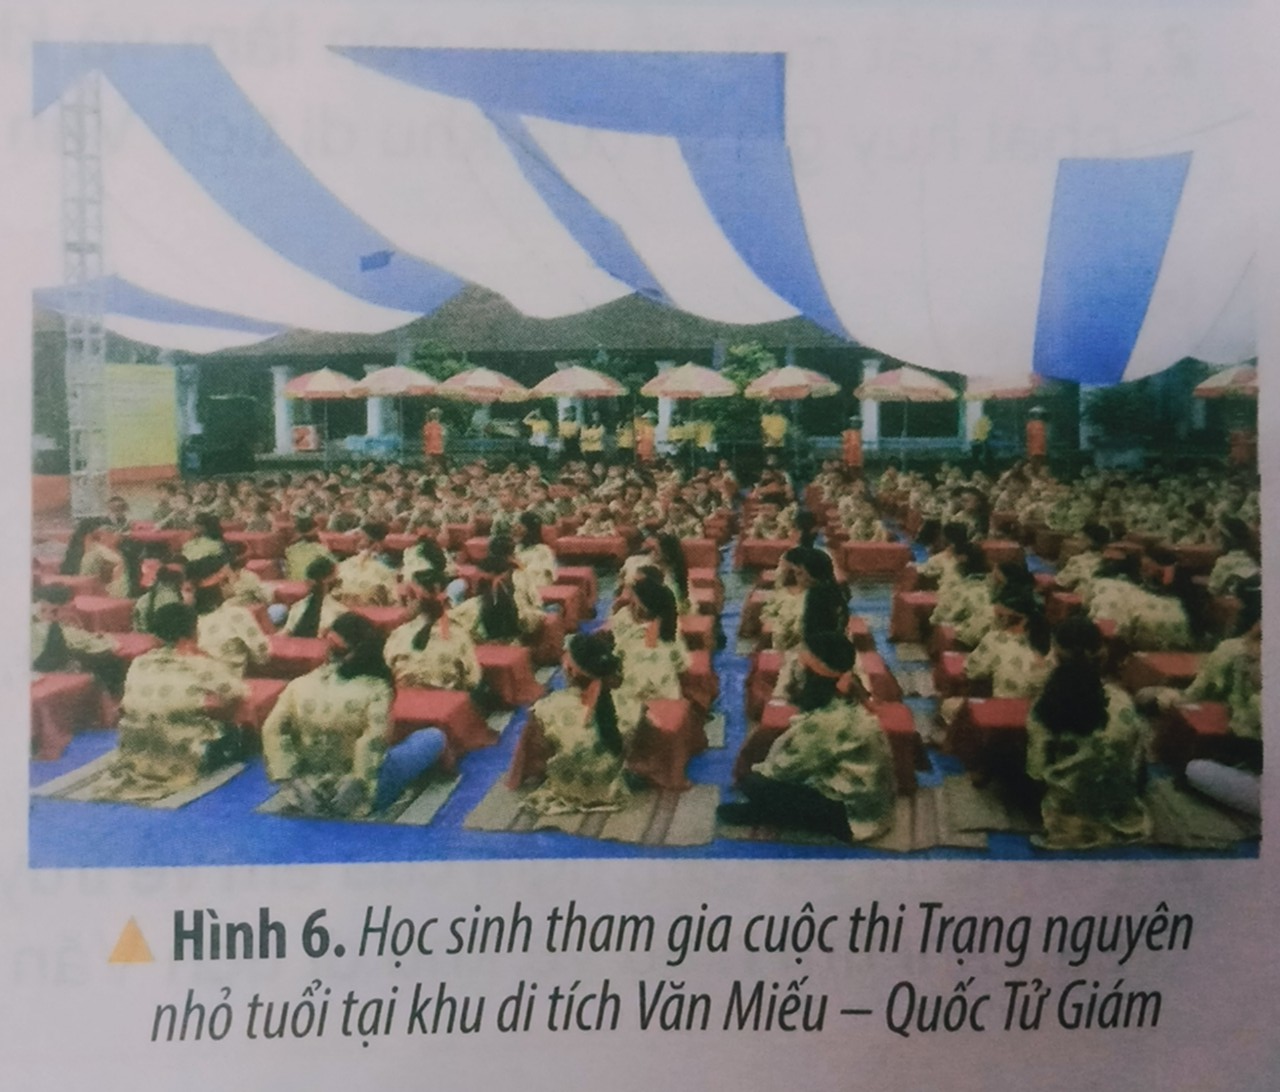 Hình 6. Học sinh tham gia cuộc thi Trạng nguyên
nhỏ tuổi tại khu di tích Văn Miếu – Quốc Tử Giám